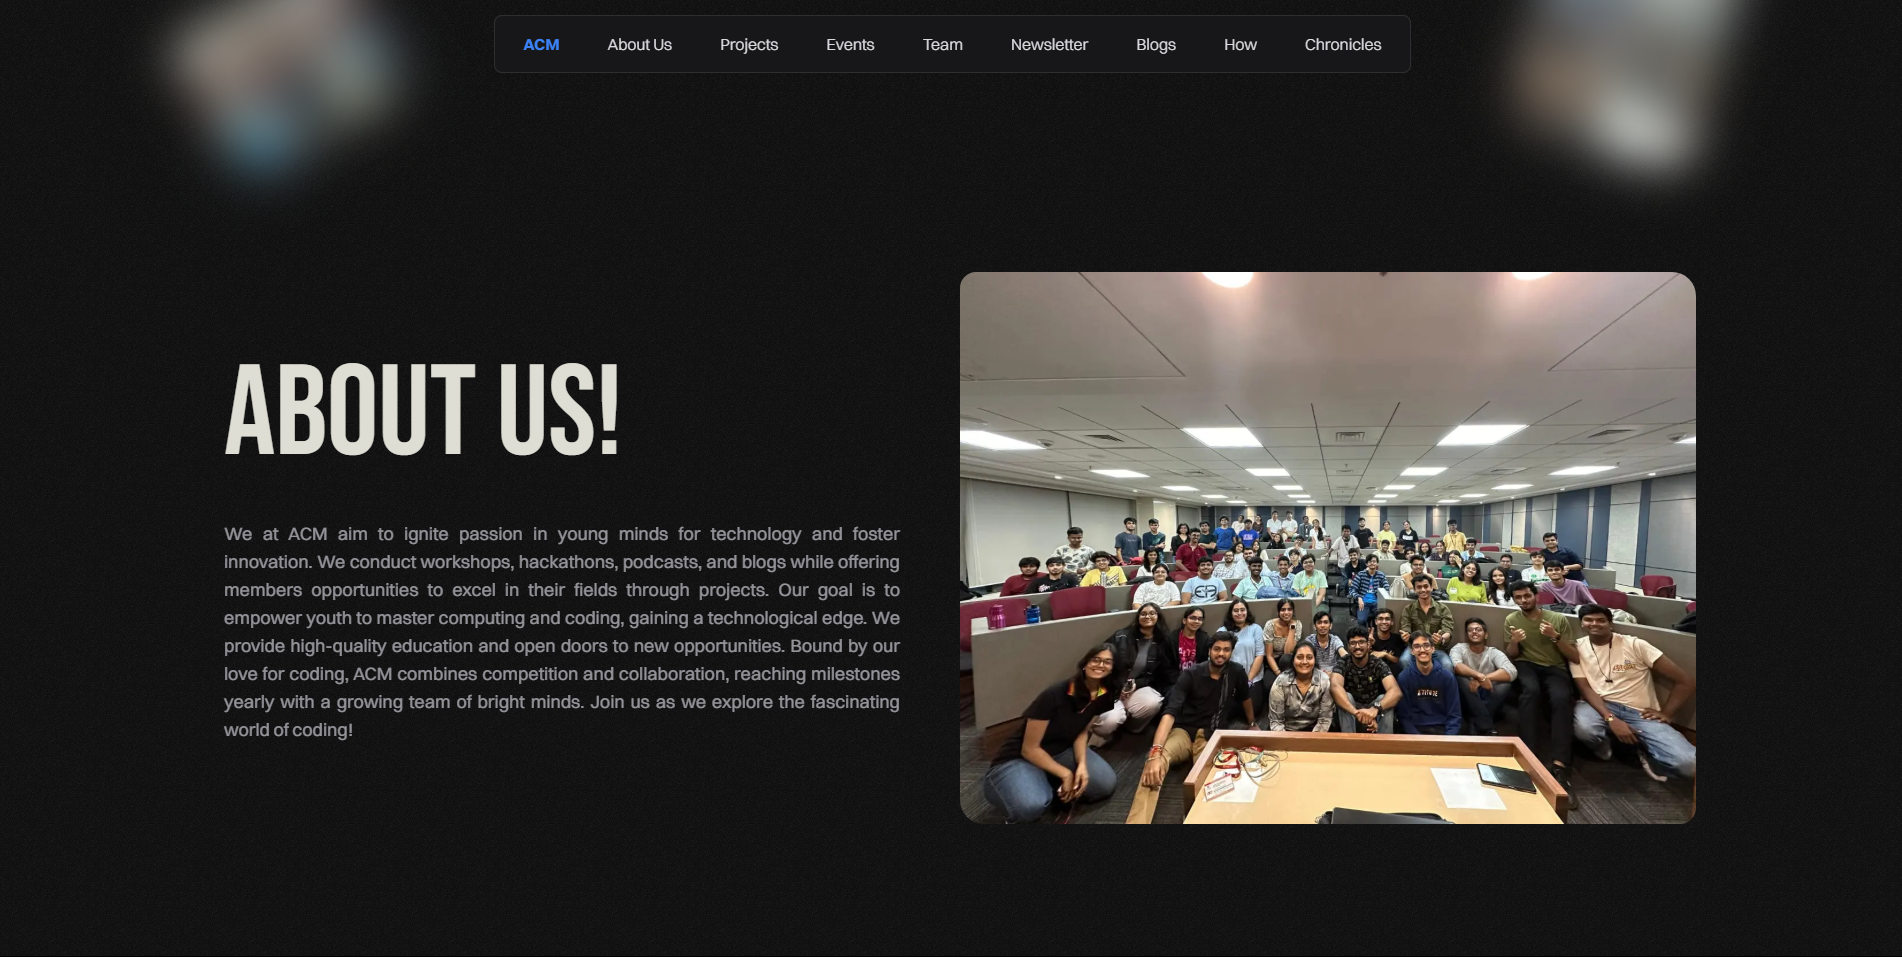 ACM About Us Projects Events Team Newsletter Blogs How Chronicles
ABOUT US!
We at ACM aim to ignite passion in young minds for technology and foster
innovation. We conduct workshops, hackathons, podcasts, and blogs while offering
members opportunities to excel in their fields through projects. Our goal is to
empower youth to master computing and coding, gaining a technological edge. We
provide high-quality education and open doors to new opportunities. Bound by our
love for coding, ACM combines competition and collaboration, reaching milestones
yearly with a growing team of bright minds. Join us as we explore the fascinating
world of coding!